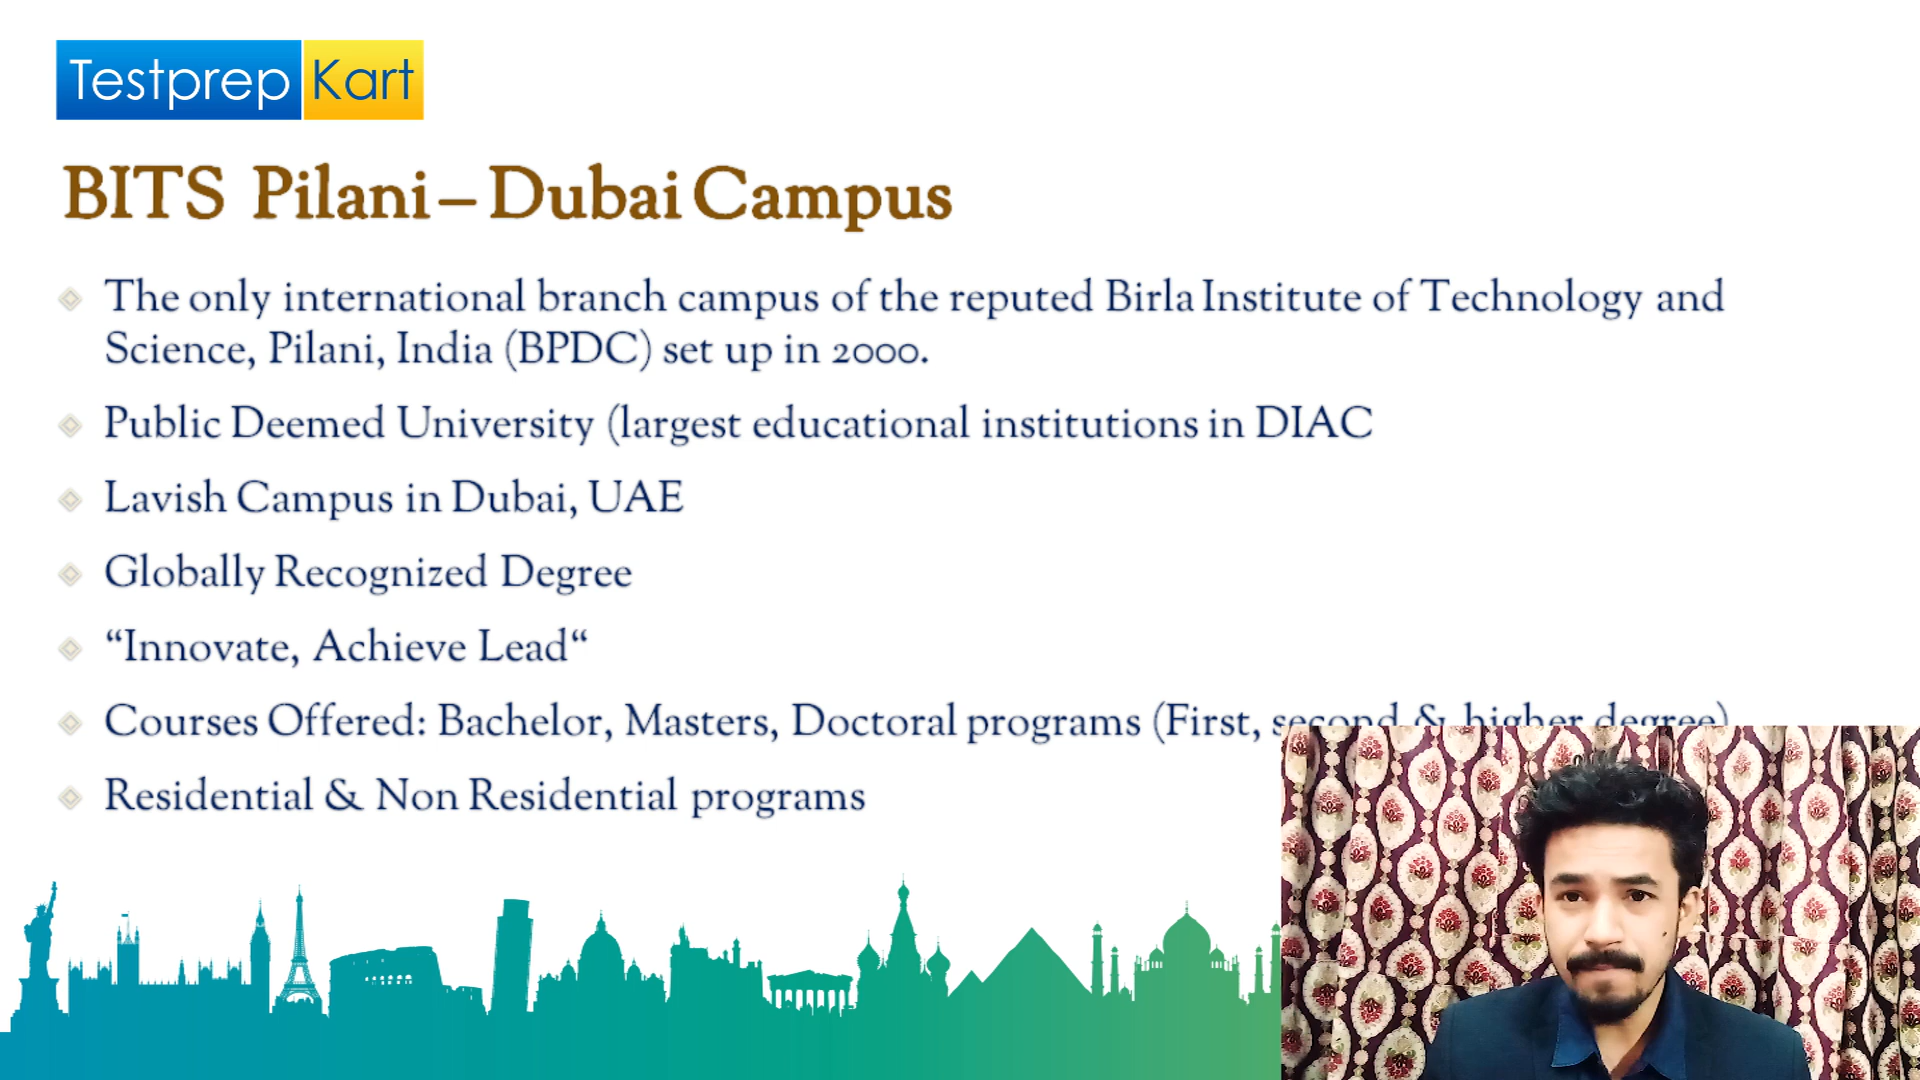 Testprep Kart
BITS Pilani – Dubai Campus
The only international branch campus of the reputed Birla Institute of Technology and
Science, Pilani, India (BPDC) set up in 2000.
Public Deemed University (largest educational institutions in DIAC
Lavish Campus in Dubai, UAE
Globally Recognized Degree
“Innovate, Achieve Lead“
Courses Offered: Bachelor, Masters, Doctoral programs (First, second & higher degree)
Residential & Non Residential programs